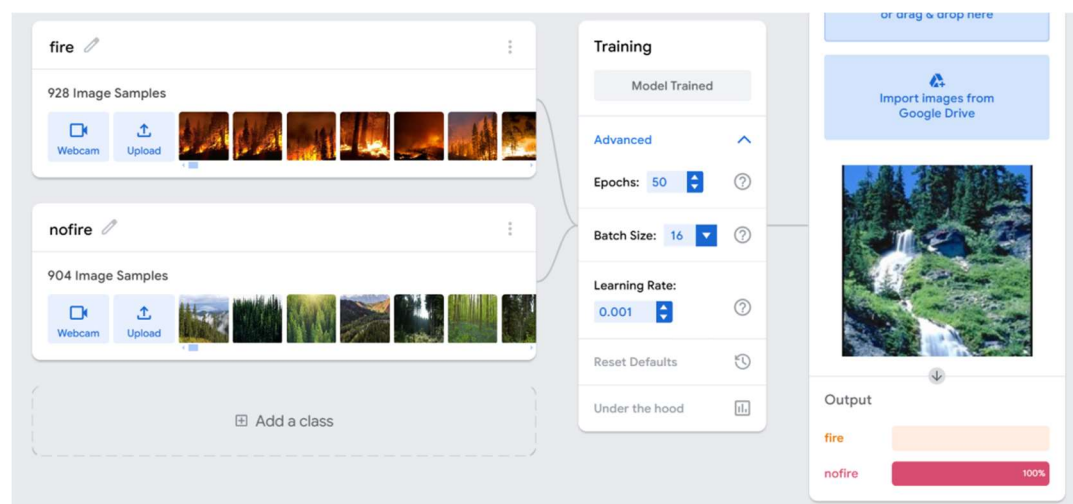 fire
928 Image Samples
Webcam
Upload
nofire
904 Image Samples
Webcam
Upload
Add a class
Training
Model Trained
Advanced
Epochs: 50
Batch Size: 16
Learning Rate:
0.001
Reset Defaults
Under the hood
or drag & drop here
Import images from
Google Drive
Output
fire
nofire 100%